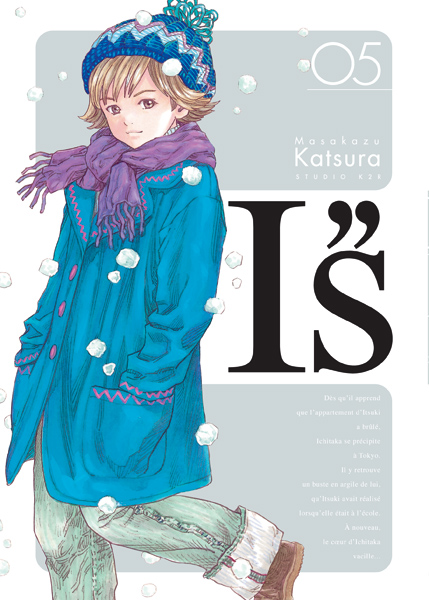 05
Masakazu
Katsura
STUDIO K2R
I"s
Dès qu'il apprend
que l'appartement d'Itsuki
a brûlé,
Ichitaka se précipite
à Tokyo.
Il y retrouve
un buste en argile de lui,
qu'Itsuki avait réalisé
lorsqu'elle était à l'école.
À nouveau,
le cœur d'Ichitaka
vacille...